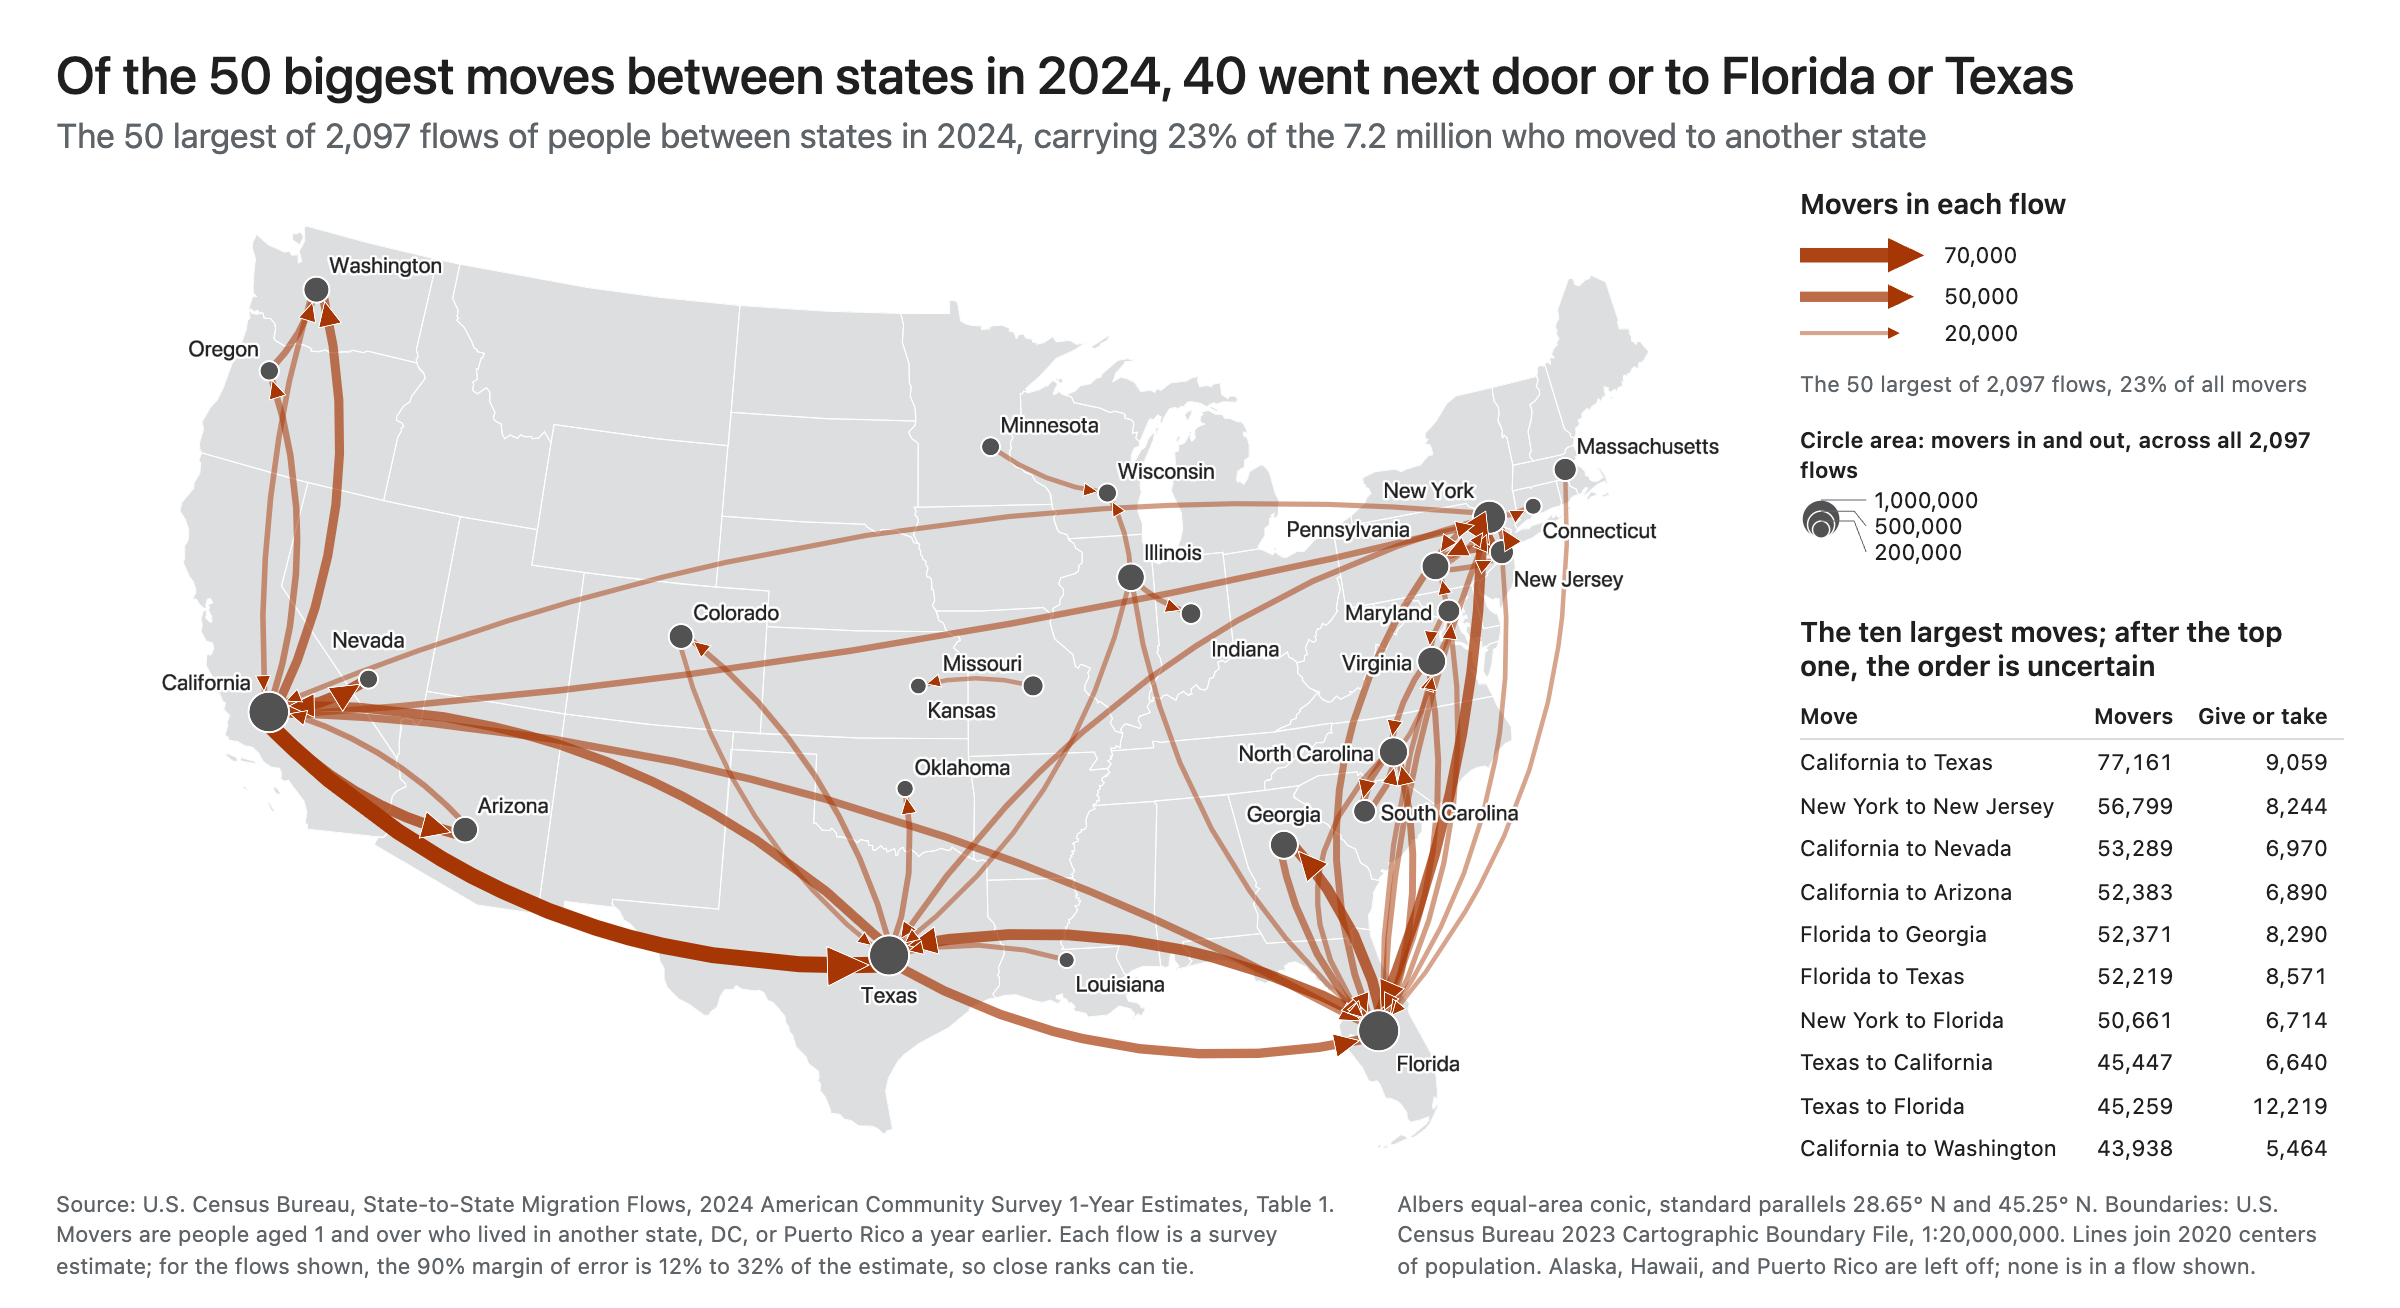 Of the 50 biggest moves between states in 2024, 40 went next door or to Florida or Texas
The 50 largest of 2,097 flows of people between states in 2024, carrying 23% of the 7.2 million who moved to another state
Washington
Oregon
Minnesota
Wisconsin
Massachusetts
New York
Pennsylvania
Connecticut
Illinois
New Jersey
Colorado
Maryland
Nevada
Indiana
Missouri
Virginia
California
Kansas
North Carolina
Oklahoma
Arizona
Georgia
South Carolina
Louisiana
Texas
Florida
Movers in each flow
70,000
50,000
20,000
The 50 largest of 2,097 flows, 23% of all movers
Circle area: movers in and out, across all 2,097
flows
1,000,000
500,000
200,000
The ten largest moves; after the top
one, the order is uncertain
Move Movers Give or take
California to Texas 77,161 9,059
New York to New Jersey 56,799 8,244
California to Nevada 53,289 6,970
California to Arizona 52,383 6,890
Florida to Georgia 52,371 8,290
Florida to Texas 52,219 8,571
New York to Florida 50,661 6,714
Texas to California 45,447 6,640
Texas to Florida 45,259 12,219
California to Washington 43,938 5,464
Source: U.S. Census Bureau, State-to-State Migration Flows, 2024 American Community Survey 1-Year Estimates, Table 1.
Movers are people aged 1 and over who lived in another state, DC, or Puerto Rico a year earlier. Each flow is a survey
estimate; for the flows shown, the 90% margin of error is 12% to 32% of the estimate, so close ranks can tie.
Albers equal-area conic, standard parallels 28.65° N and 45.25° N. Boundaries: U.S.
Census Bureau 2023 Cartographic Boundary File, 1:20,000,000. Lines join 2020 centers
of population. Alaska, Hawaii, and Puerto Rico are left off; none is in a flow shown.